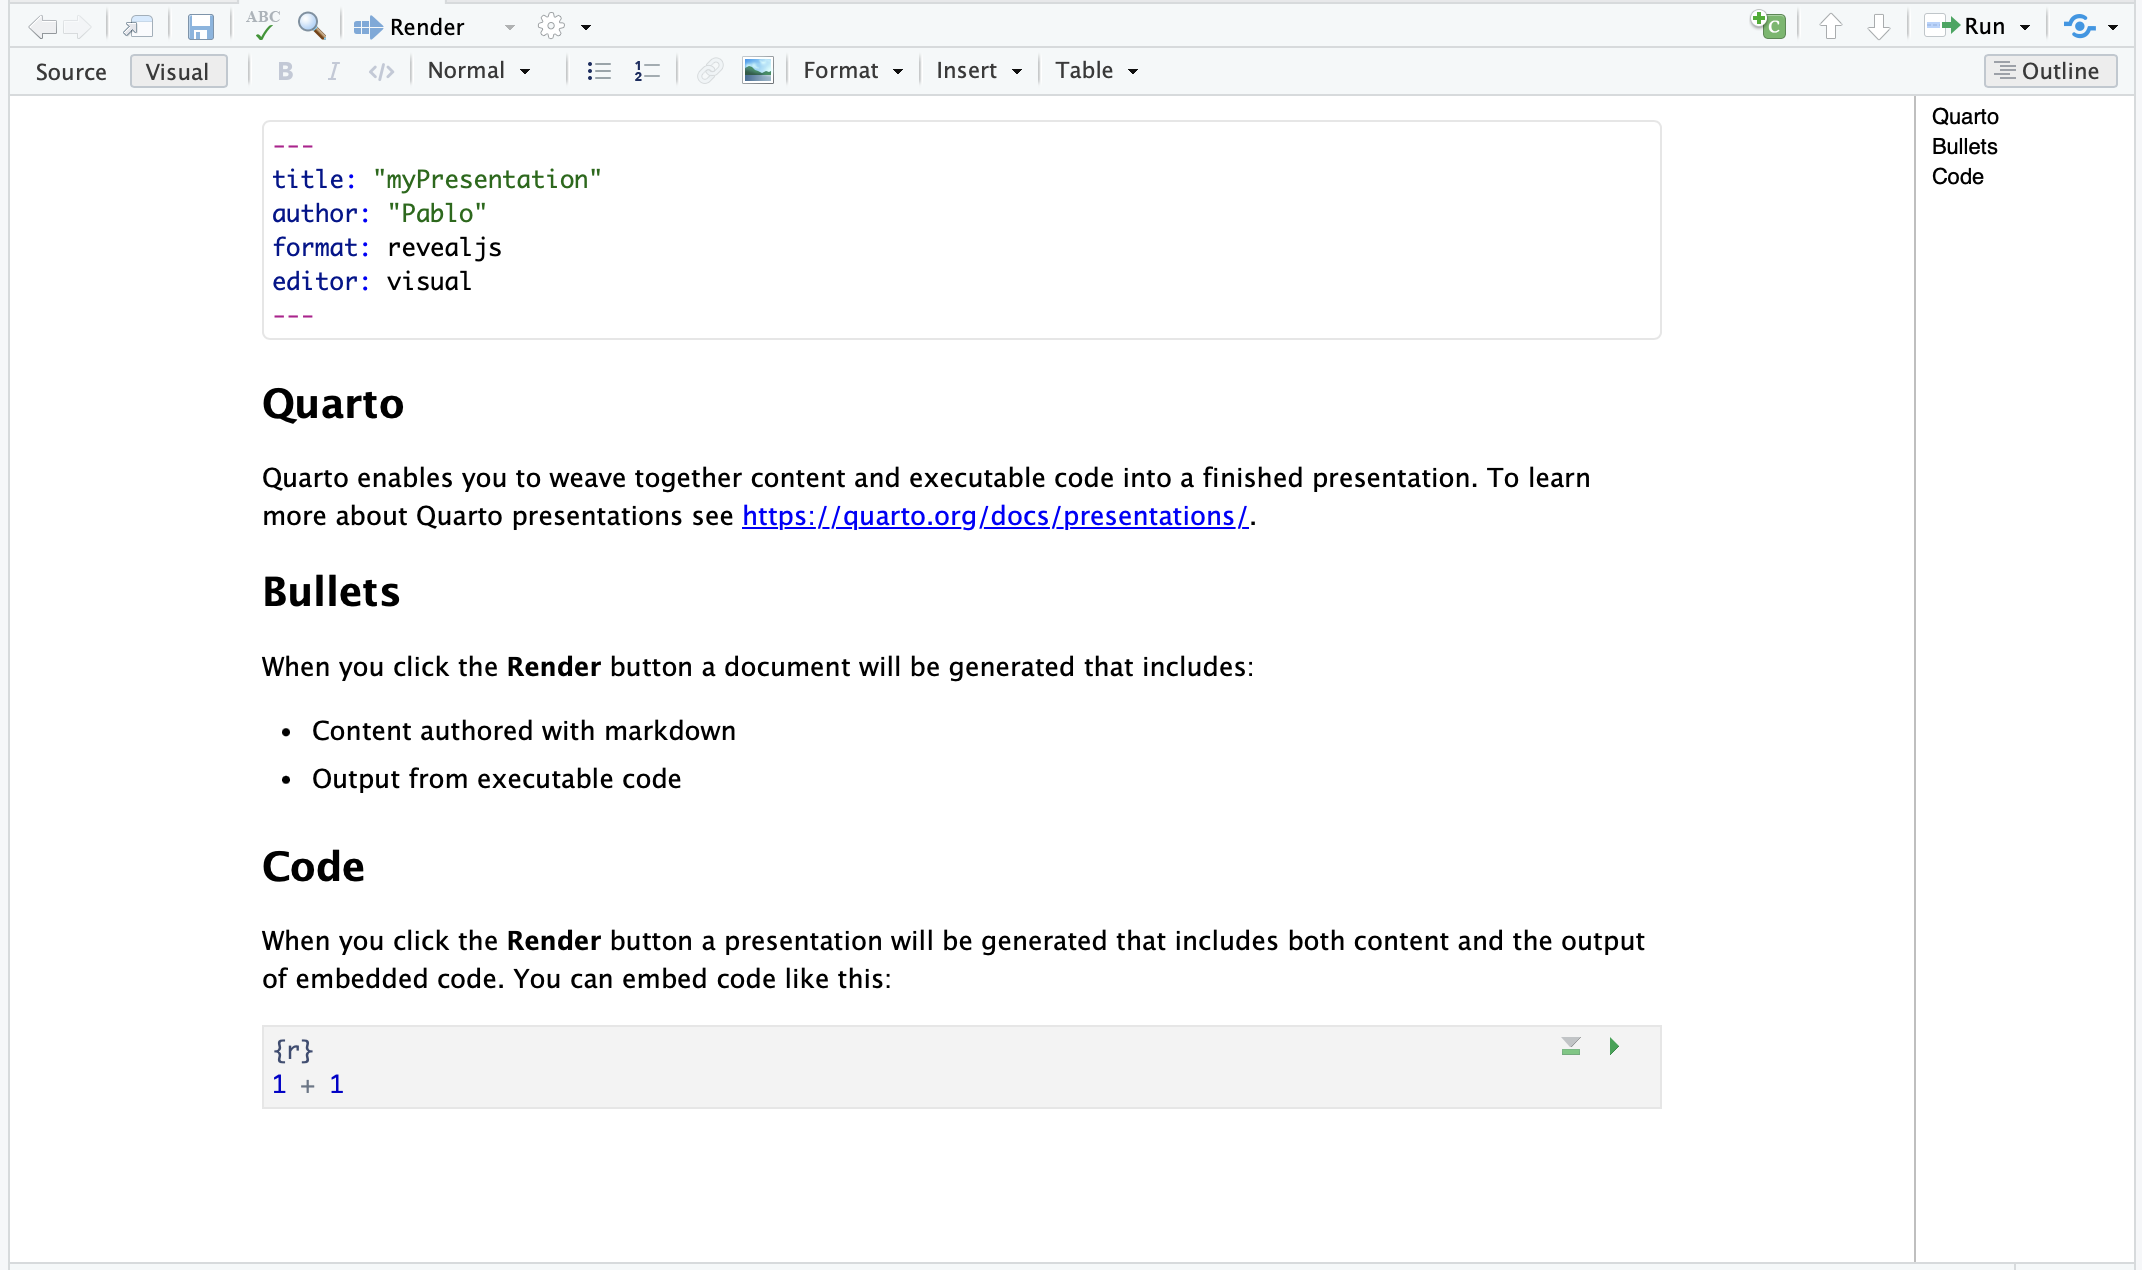 ABC Render C Run
Source Visual B I </> Normal Format Insert Table Outline
---
title: "myPresentation"
author: "Pablo"
format: revealjs
editor: visual
---
Quarto
Quarto enables you to weave together content and executable code into a finished presentation. To learn
more about Quarto presentations see https://quarto.org/docs/presentations/.
Bullets
When you click the Render button a document will be generated that includes:
• Content authored with markdown
• Output from executable code
Code
When you click the Render button a presentation will be generated that includes both content and the output
of embedded code. You can embed code like this:
{r}
1 + 1
Quarto
Bullets
Code